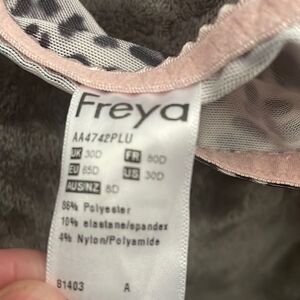 Freya
AA4742PLU
UK 30D FR 80D
EU 65D US 30D
AUS/NZ 8D
86% Polyester
10% elastane/spandex
4% Nylon/Polyamide
81403 A